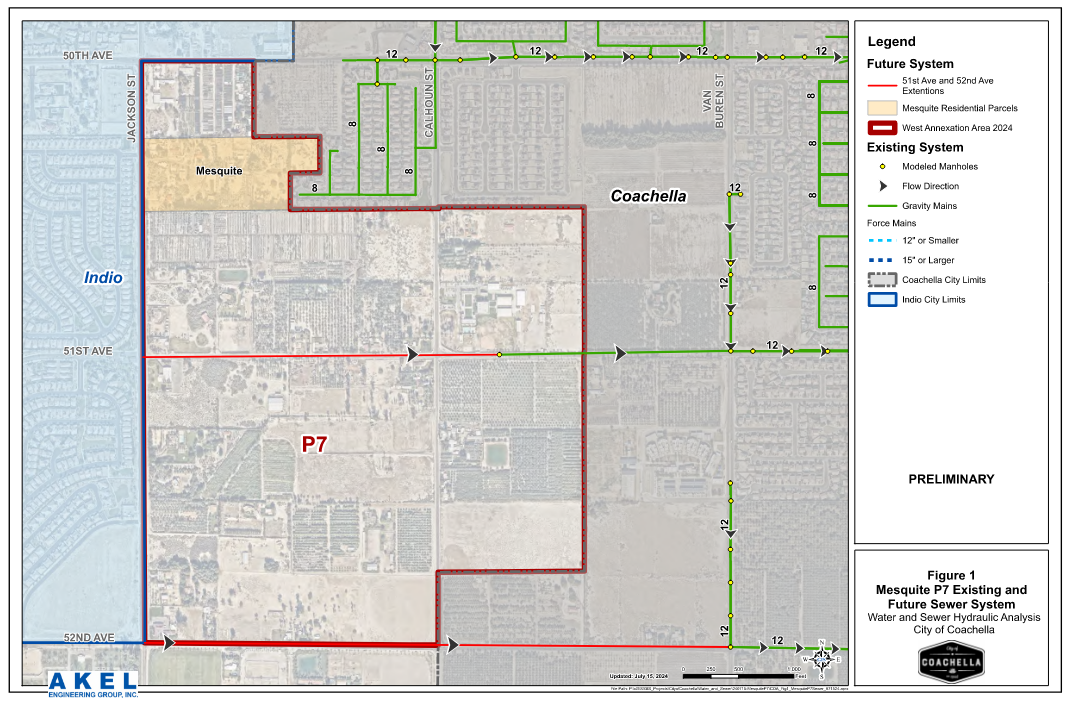 50TH AVE
12
12
12
12
JACKSON ST
CALHOUN ST
VAN
BUREN ST
8
8
8
8
8
8
8
8
Mesquite
Coachella
12
Indio
12
51ST AVE
12
P7
12
12
12
52ND AVE
Updated: July 15, 2024
0 250 500 1,000
Feet
N
W
E
S
AKEL
ENGINEERING GROUP, INC.
Legend
Future System
51st Ave and 52nd Ave
Extentions
Mesquite Residential Parcels
West Annexation Area 2024
Existing System
Modeled Manholes
Flow Direction
Gravity Mains
Force Mains
12" or Smaller
15" or Larger
Coachella City Limits
Indio City Limits
PRELIMINARY
Figure 1
Mesquite P7 Existing and
Future Sewer System
Water and Sewer Hydraulic Analysis
City of Coachella
City of
COACHELLA